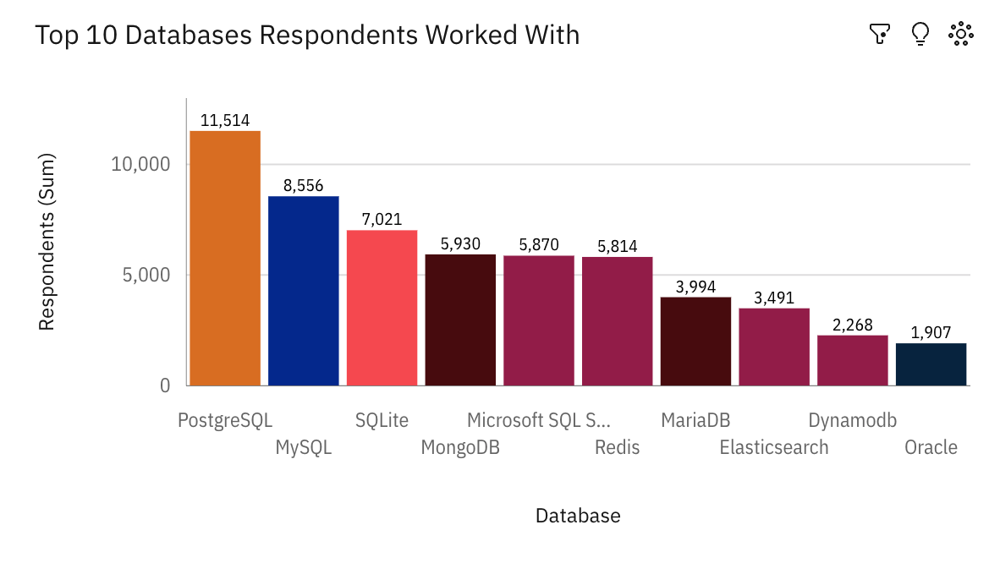 Top 10 Databases Respondents Worked With
Respondents (Sum)
10,000
5,000
0
11,514
8,556
7,021
5,930
5,870
5,814
3,994
3,491
2,268
1,907
PostgreSQL
MySQL
SQLite
MongoDB
Microsoft SQL S...
Redis
MariaDB
Elasticsearch
Dynamodb
Oracle
Database